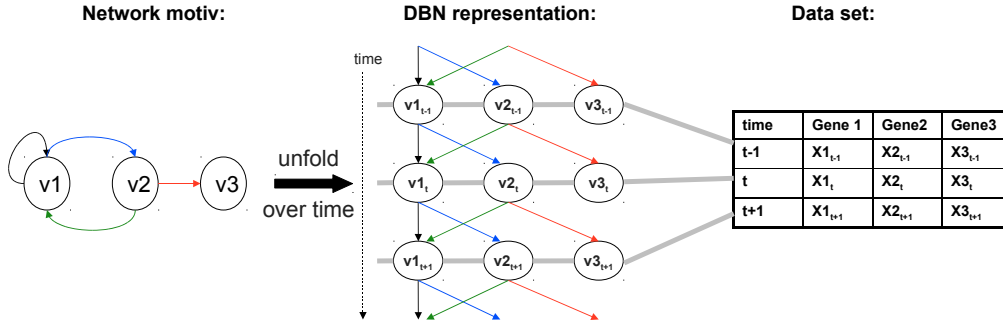 Network motiv: DBN representation: Data set:
time
v1t-1 v2t-1 v3t-1
time Gene 1 Gene2 Gene3
t-1 X1t-1 X2t-1 X3t-1
unfold
v1 v2 v3
v1t v2t v3t
t X1t X2t X3t
over time
t+1 X1t+1 X2t+1 X3t+1
v1t+1 v2t+1 v3t+1